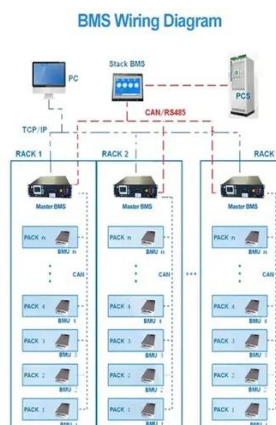 BMS Wiring Diagram
PC
Stack BMS
PCS
CAN/RS485
TCP/IP
RACK 1
RACK 2
RACK
Master BMS
Master BMS
Master BMS
PACK n
BMU n
PACK n
BMU n
PACK n
BMU n
CAN
CAN
CAN
PACK 4
BMU 4
PACK 4
BMU 4
PACK 4
BMU 4
PACK 3
BMU 3
PACK 3
BMU 3
PACK 3
BMU 3
PACK 2
BMU 2
PACK 2
BMU 2
PACK 2
BMU 2
PACK 1
PACK 1
PACK 1